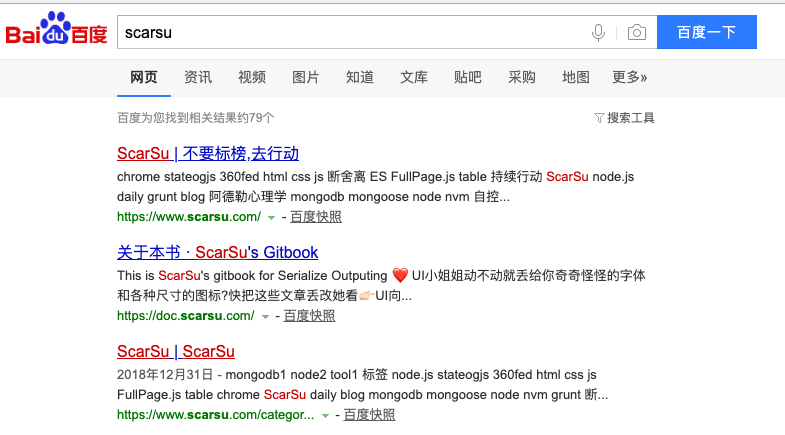 Baidu百度 scarsu 百度一下
网页 资讯 视频 图片 知道 文库 贴吧 采购 地图 更多»
百度为您找到相关结果约79个 搜索工具
ScarSu | 不要标榜,去行动
chrome stateogjs 360fed html css js 断舍离 ES FullPage.js table 持续行动 ScarSu node.js
daily grunt blog 阿德勒心理学 mongodb mongoose node nvm 自控...
https://www.scarsu.com/ - 百度快照
关于本书 · ScarSu's Gitbook
This is ScarSu's gitbook for Serialize Outputing ❤️ UI小姐姐动不动就丢给你奇奇怪怪的字体
和各种尺寸的图标?快把这些文章丢改她看👉🏻UI向...
https://doc.scarsu.com/ - 百度快照
ScarSu | ScarSu
2018年12月31日 - mongodb1 node2 tool1 标签 node.js stateogjs 360fed html css js
FullPage.js table chrome ScarSu daily blog mongodb mongoose node nvm grunt 断...
https://www.scarsu.com/categor... - 百度快照